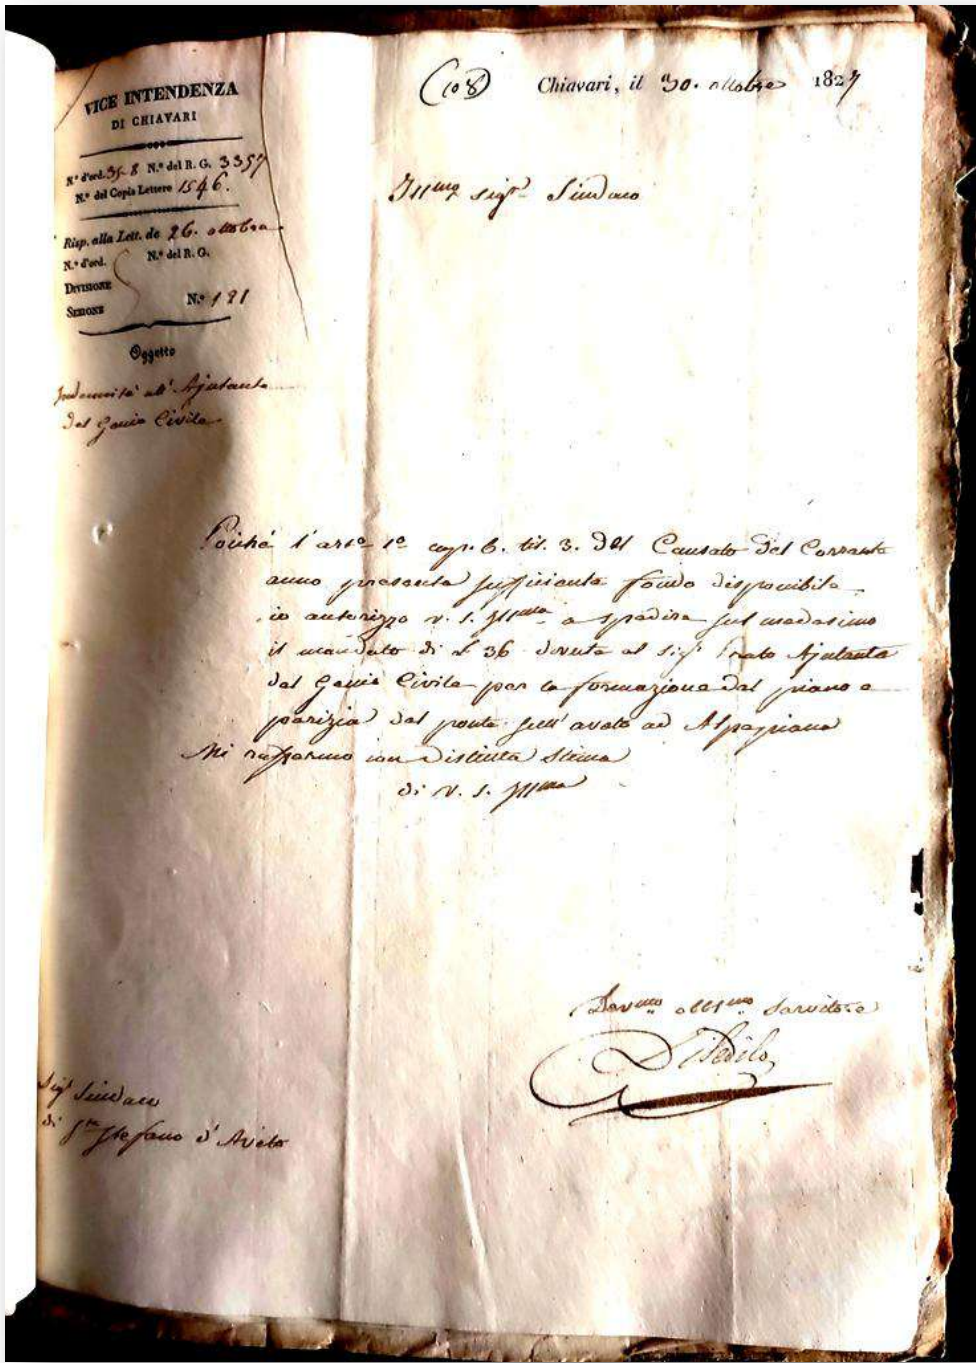 VICE INTENDENZA
DI CHIAVARI
N.º d'ord. 35-8 N.º del R. G. 3357
N.º del Copia Lettere 1546.
Risp. alla Lett. de 26. ottobre
N.º d'ord. N.º del R. G.
DIVISIONE
SEZIONE N.º 121
Oggetto
Indennità all' Ajutante
del Genio Civile
(108) Chiavari, il 30. ottobre 1827
Ill.mo Sig.r Sindaco
Poiché l'art.o 1.o cap. 6. tit. 3. del Causato del Corrente
anno presenta sufficiente fondo disponibile
io autorizzo V. S. Ill.ma a spedire sul medesimo
il mandato di £ 36 dovute al Sig.r Prato Ajutante
del Genio Civile per la formazione del piano e
perizia del ponte sull' aveto ad Alpepiana
Mi raffermo con distinta stima
di V. S. Ill.ma
Dev.mo obb.mo Servitore
Sig.r Sindaco
di S.to Stefano d' Aveto